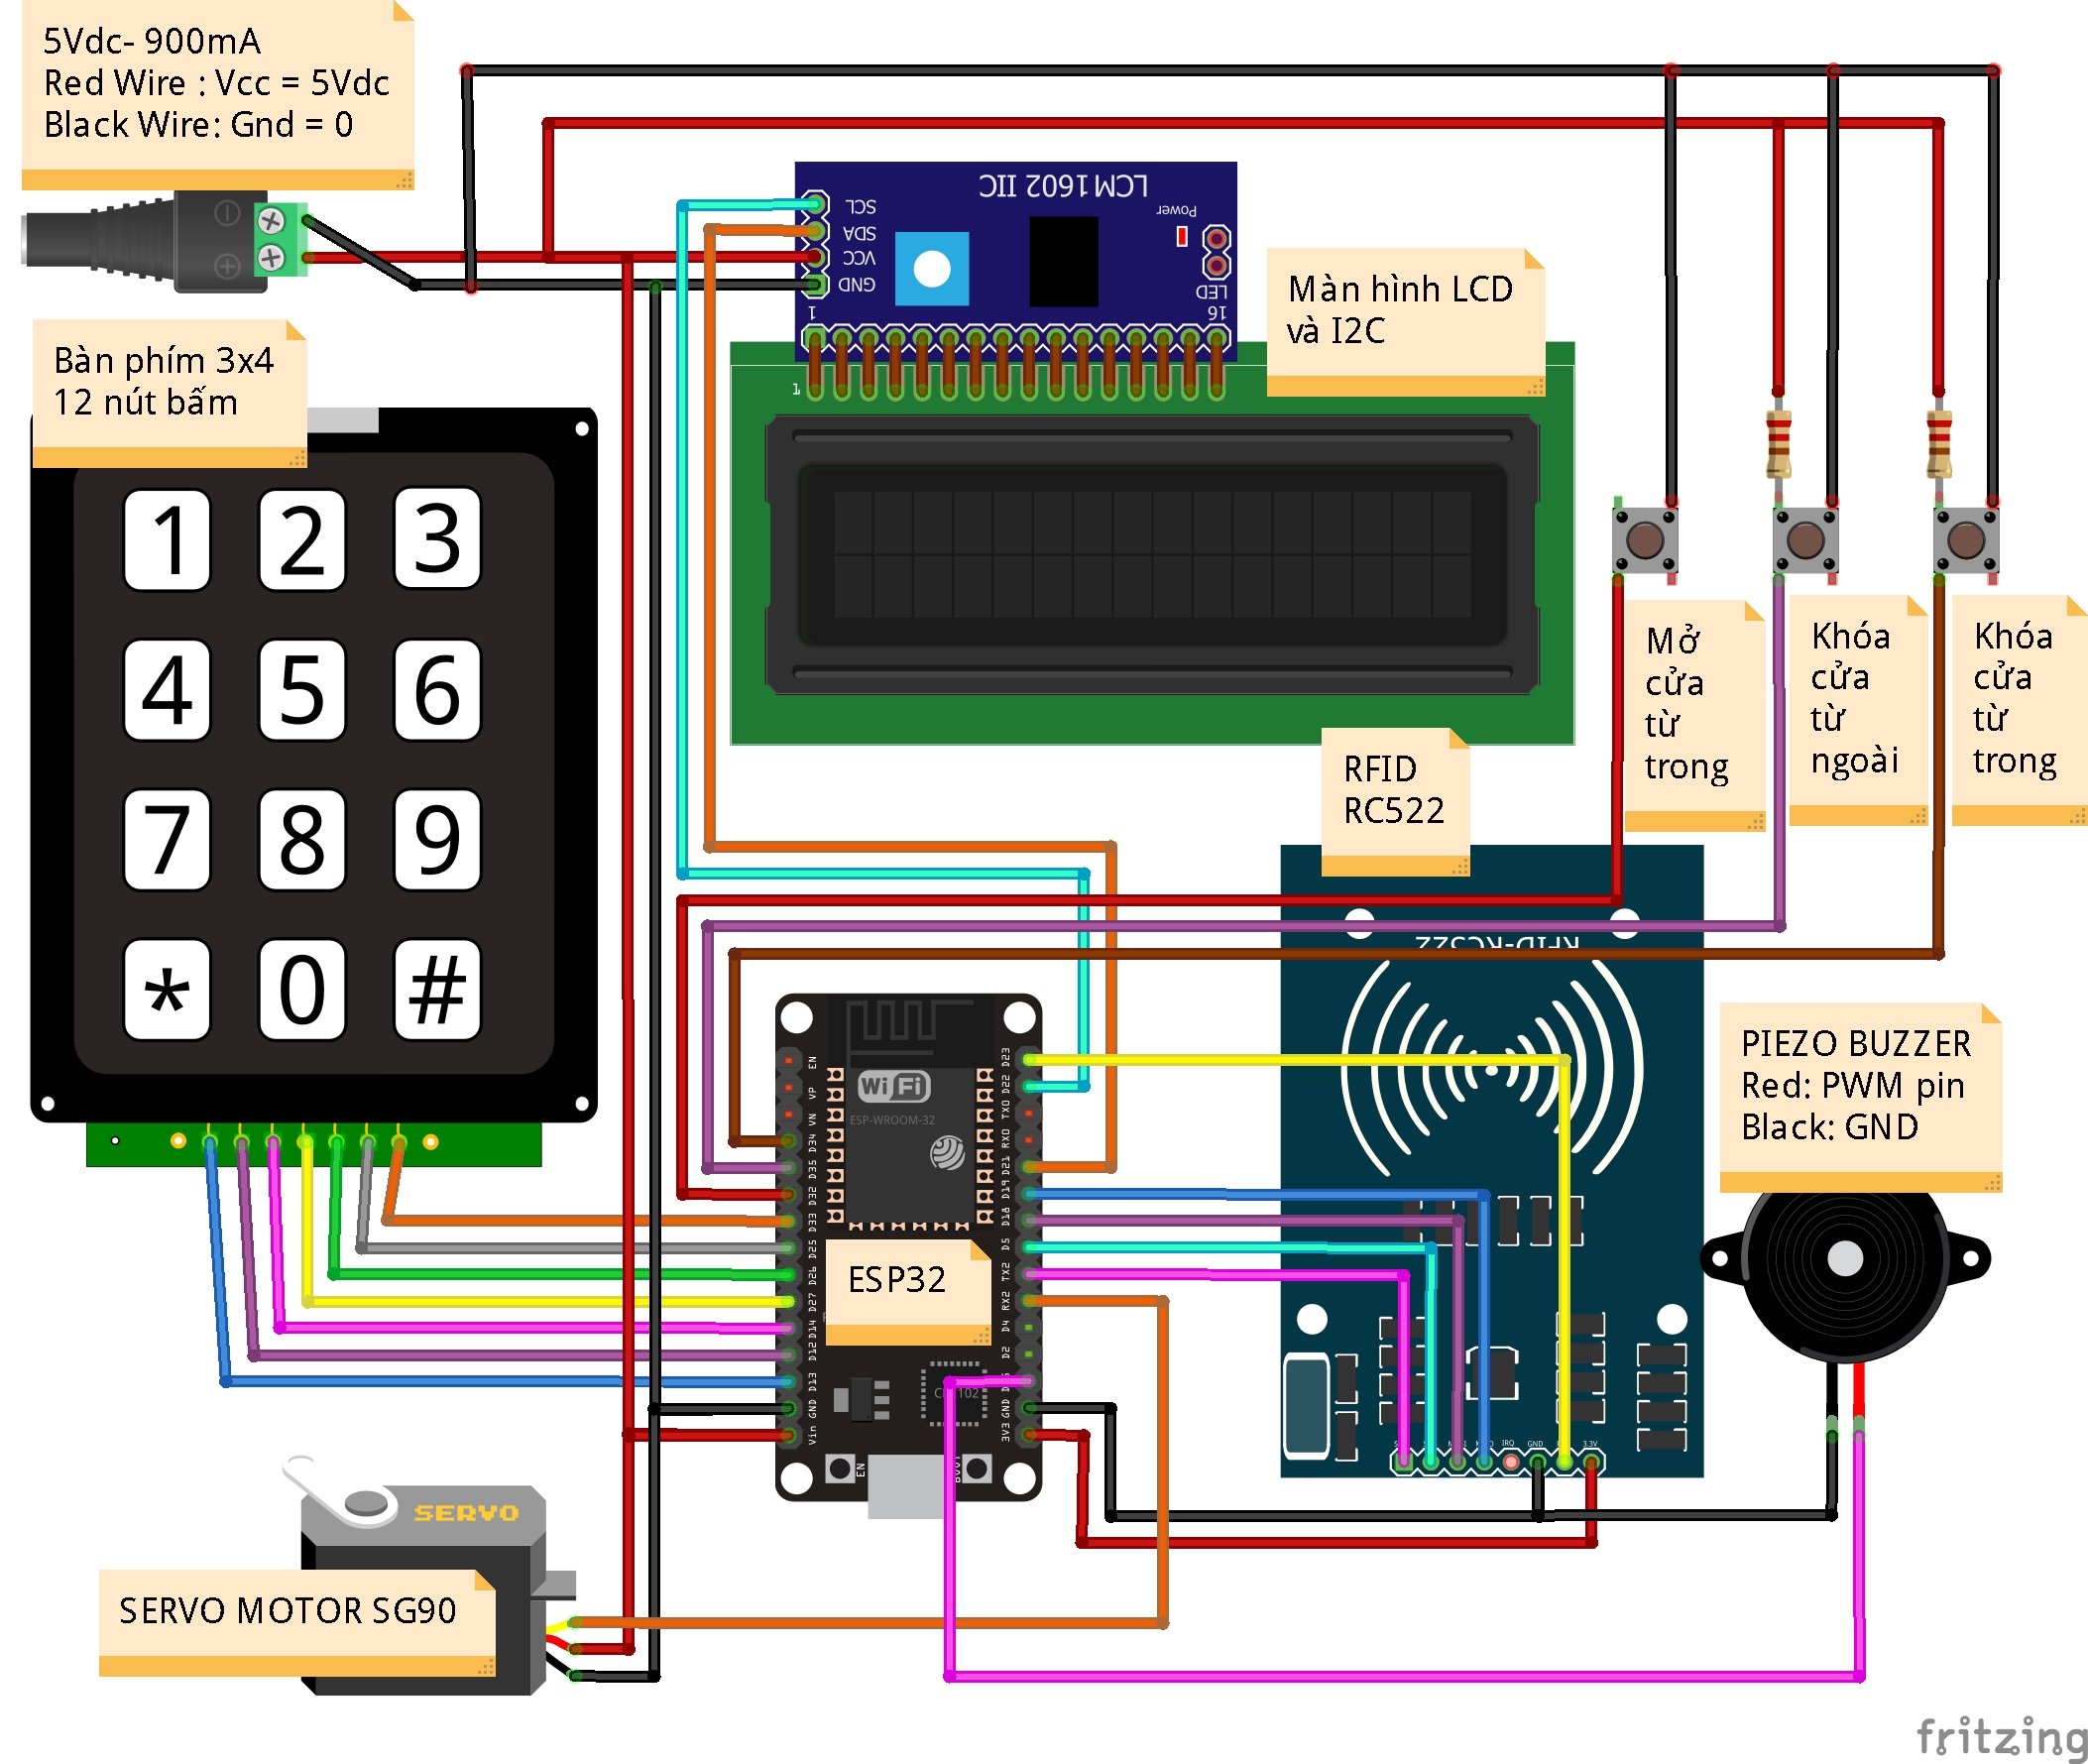 5Vdc- 900mA
Red Wire : Vcc = 5Vdc
Black Wire: Gnd = 0
LCM1602 IIC
SCL
SDA
VCC
GND
Power
LED
1
16
1
Màn hình LCD
và I2C
Bàn phím 3x4
12 nút bấm
1 2 3
4 5 6
7 8 9
* 0 #
Mở
cửa
từ
trong
Khóa
cửa
từ
ngoài
Khóa
cửa
từ
trong
RFID
RC522
RFID-RC522
PIEZO BUZZER
Red: PWM pin
Black: GND
WiFi
ESP-WROOM-32
EN
VP
VN
D34
D35
D32
D33
D25
D26
D27
D14
D12
D13
GND
Vin
D23
D22
TX0
RX0
D21
D19
D18
D5
TX2
RX2
D4
D2
GND
3V3
ESP32
EN
IRQ
GND
3.3V
SERVO
SERVO MOTOR SG90
fritzing